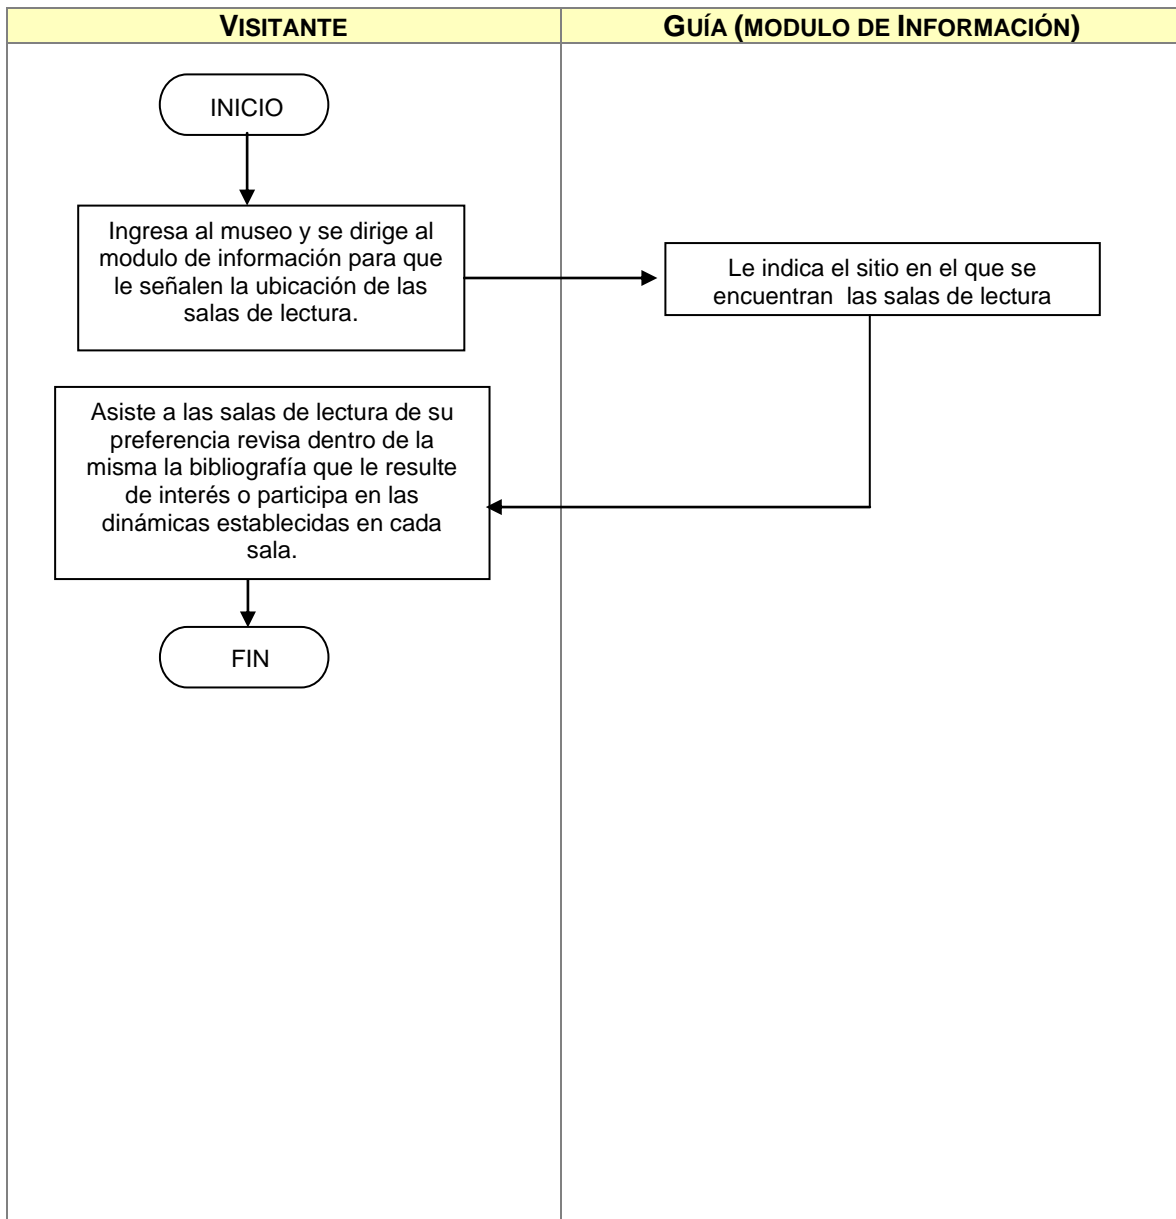 VISITANTE
GUÍA (MODULO DE INFORMACIÓN)
INICIO
Ingresa al museo y se dirige al
modulo de información para que
le señalen la ubicación de las
salas de lectura.
Le indica el sitio en el que se
encuentran las salas de lectura
Asiste a las salas de lectura de su
preferencia revisa dentro de la
misma la bibliografía que le resulte
de interés o participa en las
dinámicas establecidas en cada
sala.
FIN